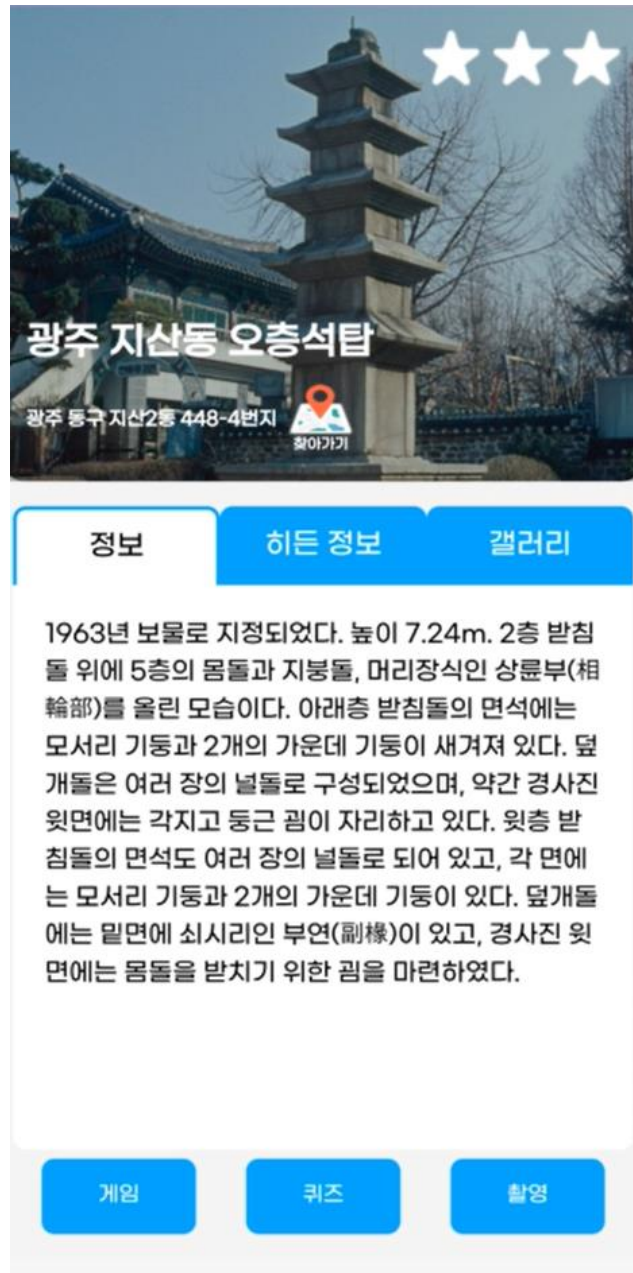 광주 지산동 오층석탑
광주 동구 지산2동 448-4번지
찾아가기
정보
히든 정보
갤러리
1963년 보물로 지정되었다. 높이 7.24m. 2층 받침
돌 위에 5층의 몸돌과 지붕돌, 머리장식인 상륜부(相
輪部)를 올린 모습이다. 아래층 받침돌의 면석에는
모서리 기둥과 2개의 가운데 기둥이 새겨져 있다. 덮
개돌은 여러 장의 널돌로 구성되었으며, 약간 경사진
윗면에는 각지고 둥근 굄이 자리하고 있다. 윗층 받
침돌의 면석도 여러 장의 널돌로 되어 있고, 각 면에
는 모서리 기둥과 2개의 가운데 기둥이 있다. 덮개돌
에는 밑면에 쇠시리인 부연(副椽)이 있고, 경사진 윗
면에는 몸돌을 받치기 위한 굄을 마련하였다.
게임
퀴즈
촬영